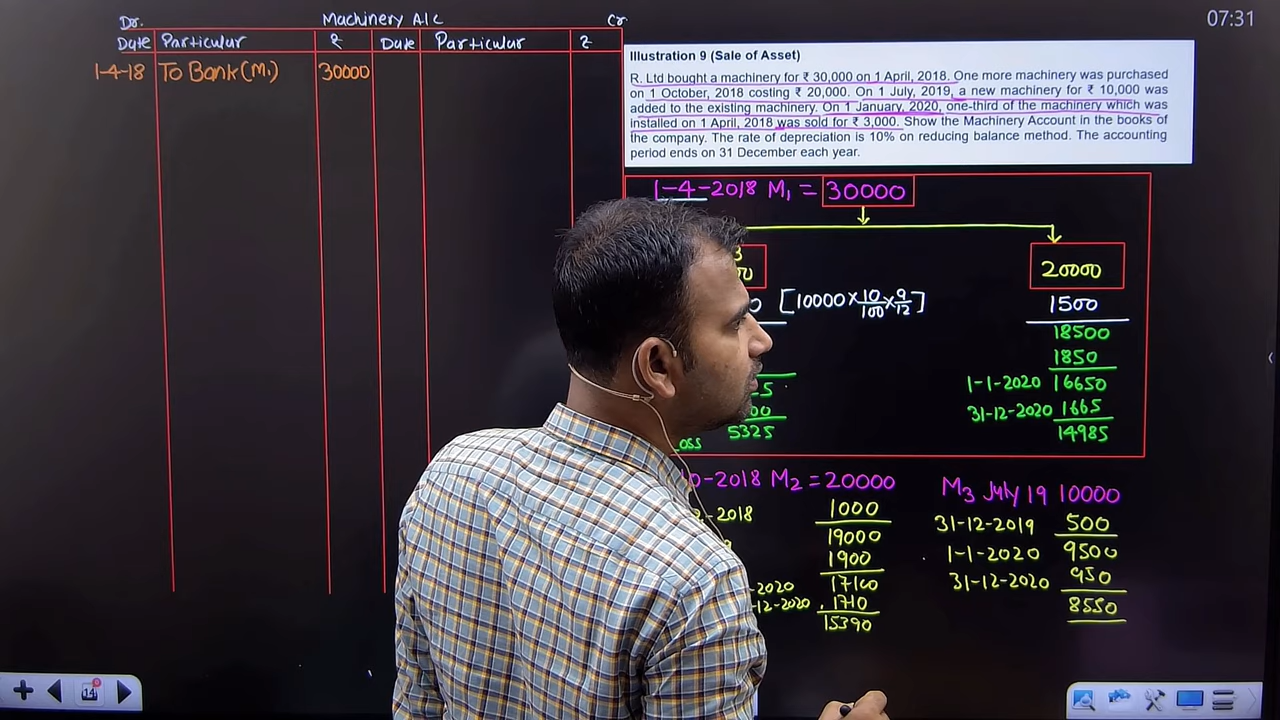 07:31
Dr. Machinery A/c Cr
Date Particular ₹ Date Particular ₹
1-4-18 To Bank (M₁) 30000
Illustration 9 (Sale of Asset)
R. Ltd bought a machinery for ₹ 30,000 on 1 April, 2018. One more machinery was purchased
on 1 October, 2018 costing ₹ 20,000. On 1 July, 2019, a new machinery for ₹ 10,000 was
added to the existing machinery. On 1 January, 2020, one-third of the machinery which was
installed on 1 April, 2018 was sold for ₹ 3,000. Show the Machinery Account in the books of
the company. The rate of depreciation is 10% on reducing balance method. The accounting
period ends on 31 December each year.
1-4-2018 M₁ = 30000
20000
[10000 × 10/100 × 9/12]
1500
18500
1850
1-1-2020 16650
31-12-2020 1665
14985
5325
10-2018 M₂ = 20000
2018 1000
19000
1900
2020 17100
12-2020 1710
15390
M3 July 19 10000
31-12-2019 500
1-1-2020 9500
31-12-2020 950
8550
14